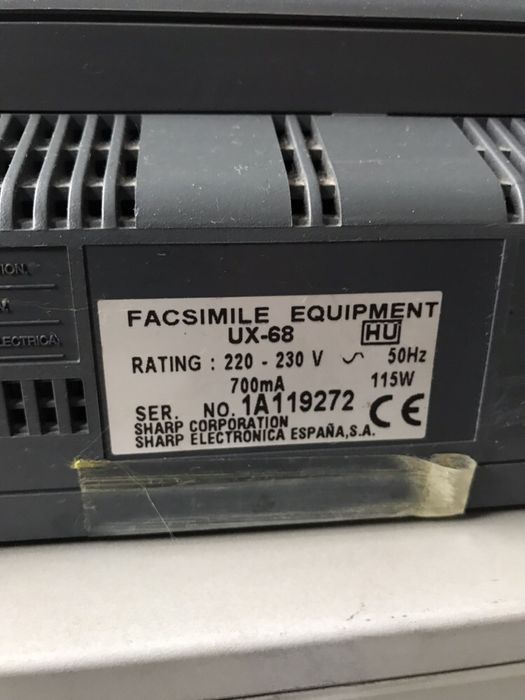 FACSIMILE EQUIPMENT
UX-68 HU
RATING : 220 - 230 V ~ 50Hz
700mA 115W
SER. NO. 1A119272 CE
SHARP CORPORATION
SHARP ELECTRÓNICA ESPAÑA,S.A.